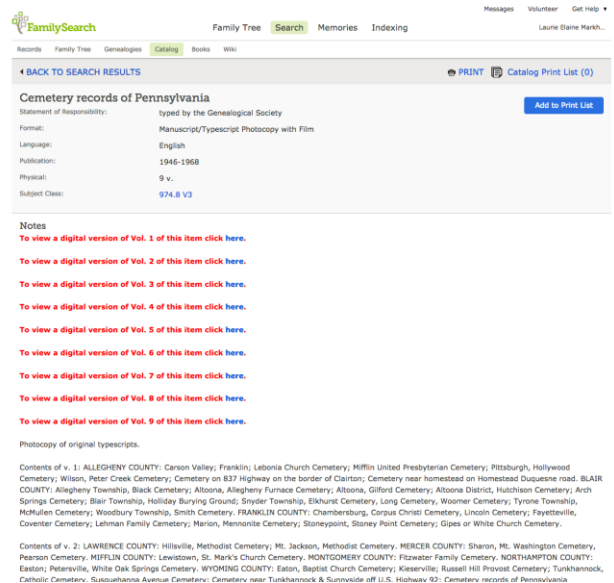 Messages Volunteer Get Help ▼
FamilySearch Family Tree Search Memories Indexing Laurie Elaine Markh...
Records Family Tree Genealogies Catalog Books Wiki
BACK TO SEARCH RESULTS PRINT Catalog Print List (0)
Cemetery records of Pennsylvania
Add to Print List
Statement of Responsibility: typed by the Genealogical Society
Format: Manuscript/Typescript Photocopy with Film
Language: English
Publication: 1946-1968
Physical: 9 v.
Subject Class: 974.8 V3
Notes
To view a digital version of Vol. 1 of this item click here.
To view a digital version of Vol. 2 of this item click here.
To view a digital version of Vol. 3 of this item click here.
To view a digital version of Vol. 4 of this item click here.
To view a digital version of Vol. 5 of this item click here.
To view a digital version of Vol. 6 of this item click here.
To view a digital version of Vol. 7 of this item click here.
To view a digital version of Vol. 8 of this item click here.
To view a digital version of Vol. 9 of this item click here.
Photocopy of original typescripts.
Contents of v. 1: ALLEGHENY COUNTY: Carson Valley; Franklin; Lebonia Church Cemetery; Mifflin United Presbyterian Cemetery; Pittsburgh, Hollywood
Cemetery; Wilson, Peter Creek Cemetery; Cemetery on 837 Highway on the border of Clairton; Cemetery near homestead on Homestead Duquesne road. BLAIR
COUNTY: Allegheny Township, Black Cemetery; Altoona, Allegheny Furnace Cemetery; Altoona, Gilford Cemetery; Altoona District, Hutchison Cemetery; Arch
Springs Cemetery; Blair Township, Holliday Burying Ground; Snyder Township, Elkhurst Cemetery, Long Cemetery, Woomer Cemetery; Tyrone Township,
McMullen Cemetery; Woodbury Township, Smith Cemetery. FRANKLIN COUNTY: Chambersburg, Corpus Christi Cemetery, Lincoln Cemetery; Fayetteville,
Coventer Cemetery; Lehman Family Cemetery; Marion, Mennonite Cemetery; Stoneypoint, Stoney Point Cemetery; Gipes or White Church Cemetery.
Contents of v. 2: LAWRENCE COUNTY: Hillsville, Methodist Cemetery; Mt. Jackson, Methodist Cemetery. MERCER COUNTY: Sharon, Mt. Washington Cemetery,
Pearson Cemetery. MIFFLIN COUNTY: Lewistown, St. Mark's Church Cemetery. MONTGOMERY COUNTY: Fitzwater Family Cemetery. NORTHAMPTON COUNTY:
Easton; Petersville, White Oak Springs Cemetery. WYOMING COUNTY: Eaton, Baptist Church Cemetery; Kieserville; Russell Hill Provost Cemetery; Tunkhannock,
Catholic Cemetery, Susquehanna Avenue Cemetery; Cemetery near Tunkhannock & Sunnyside off U.S. Highway 92; Cemetery records of Pennsylvania